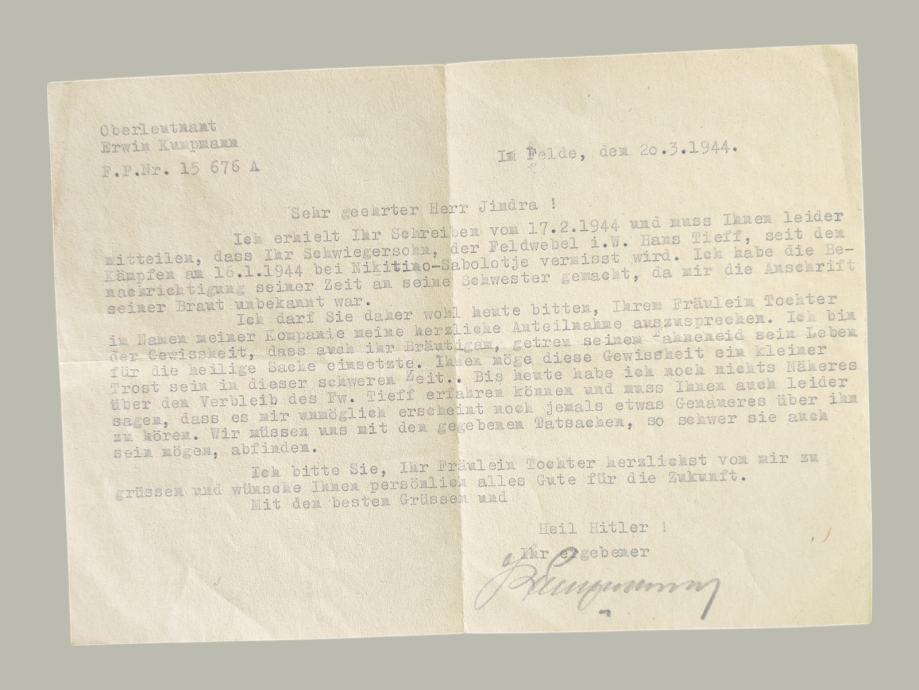 Oberleutnant
Erwin Kumpmann
F.P.Nr. 15 676 A
Im Felde, den 20.3.1944.
Sehr geehrter Herr Jindra !
Ich erhielt Ihr Schreiben vom 17.2.1944 und muss Ihnen leider
mitteilen, dass Ihr Schwiegersohn, der Feldwebel i.W. Hans Tieff, seit den
Kämpfen am 16.1.1944 bei Nikitino-Sabolotje vermisst wird. Ich habe die Be-
nachrichtigung seiner Zeit an seine Schwester gemacht, da mir die Anschrift
seiner Braut unbekannt war.
Ich darf Sie daher wohl heute bitten, Ihrem Fräulein Tochter
im Namen meiner Kompanie meine herzliche Anteilnahme auszusprechen. Ich bin
der Gewissheit, dass auch ihr Bräutigam, getreu seinem Fahneneid sein Leben
für die heilige Sache einsetzte. Ihnen möge diese Gewissheit ein kleiner
Trost sein in dieser schweren Zeit.. Bis heute habe ich noch nichts Näheres
über den Verbleib des Fw. Tieff erfahren können und muss Ihnen auch leider
sagen, dass es mir unmöglich erscheint noch jemals etwas Genaueres über ihn
zu hören. Wir müssen uns mit den gegebenen Tatsachen, so schwer sie auch
sein mögen, abfinden.
Ich bitte Sie, Ihr Fräulein Tochter herzlichst von mir zu
grüssen und wünsche Ihnen persönlich alles Gute für die Zukunft.
Mit den besten Grüssen und
Heil Hitler !
Ihr ergebener
Kumpmann